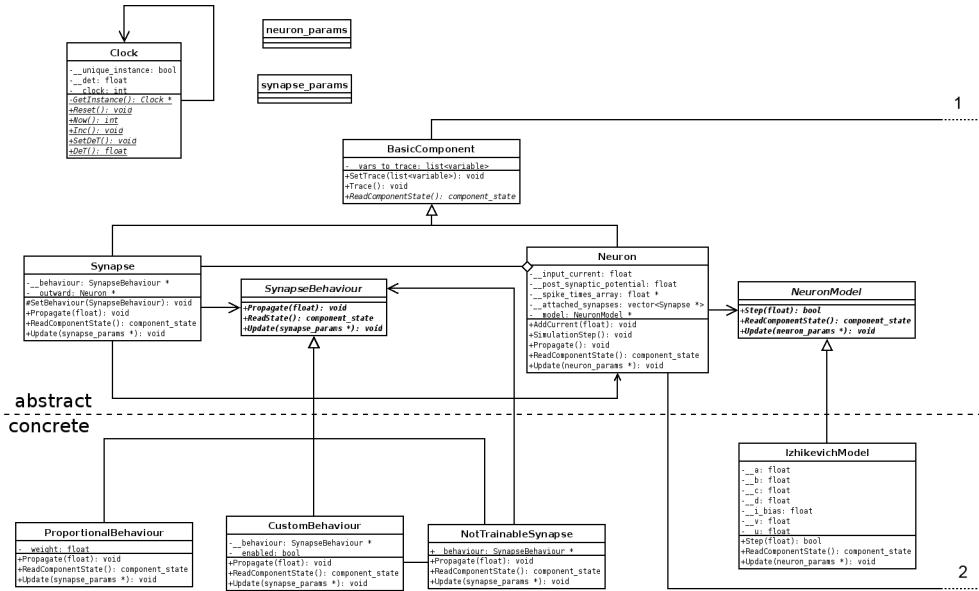 Clock
-__unique_instance: bool
-__det: float
-__clock: int
-GetInstance(): Clock *
+Reset(): void
+Now(): int
+Inc(): void
+SetDeT(): void
+DeT(): float
neuron_params
synapse_params
1
BasicComponent
-__vars_to_trace: list<variable>
+SetTrace(list<variable>): void
+Trace(): void
+ReadComponentState(): component_state
Synapse
-__behaviour: SynapseBehaviour *
-__outward: Neuron *
#SetBehaviour(SynapseBehaviour): void
+Propagate(float): void
+ReadComponentState(): component_state
+Update(synapse_params *): void
SynapseBehaviour
+Propagate(float): void
+ReadState(): component_state
+Update(synapse_params *): void
Neuron
-__input_current: float
-__post_synaptic_potential: float
-__spike_times_array: float *
-__attached_synapses: vector<Synapse *>
-__model: NeuronModel *
+AddCurrent(float): void
+SimulationStep(): void
+Propagate(): void
+ReadComponentState(): component_state
+Update(neuron_params *): void
NeuronModel
+Step(float): bool
+ReadComponentState(): component_state
+Update(neuron_params *): void
abstract
concrete
ProportionalBehaviour
-__weight: float
+Propagate(float): void
+ReadComponentState(): component_state
+Update(synapse_params *): void
CustomBehaviour
-__behaviour: SynapseBehaviour *
-__enabled: bool
+Propagate(float): void
+ReadComponentState(): component_state
+Update(synapse_params *): void
NotTrainableSynapse
+__behaviour: SynapseBehaviour *
+Propagate(float): void
+ReadComponentState(): component_state
+Update(synapse_params *): void
IzhikevichModel
-__a: float
-__b: float
-__c: float
-__d: float
-__i_bias: float
-__v: float
-__u: float
+Step(float): bool
+ReadComponentState(): component_state
+Update(neuron_params *): void
2